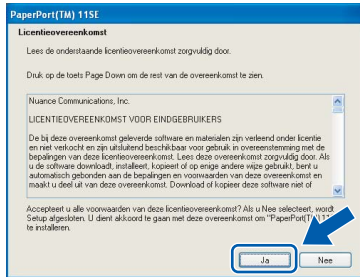 PaperPort(TM) 11SE
Licentieovereenkomst
Lees de onderstaande licentieovereenkomst zorgvuldig door.
Druk op de toets Page Down om de rest van de overeenkomst te zien.
Nuance Communications, Inc.
LICENTIEOVEREENKOMST VOOR EINDGEBRUIKERS
De bij deze overeenkomst geleverde software en materialen zijn verleend onder licentie
en niet verkocht en zijn uitsluitend beschikbaar voor gebruik in overeenstemming met de
bepalingen van deze licentieovereenkomst. Lees deze overeenkomst zorgvuldig door. Als
u de software downloadt, installeert, kopieert of op enige andere wijze gebruikt, bent u
automatisch gebonden aan de bepalingen en voorwaarden van deze overeenkomst en
maakt u deel uit van deze overeenkomst. Download of kopieer deze software niet of
Accepteert u alle voorwaarden van deze licentieovereenkomst? Als u Nee selecteert, wordt
Setup afgesloten. U dient akkoord te gaan met deze overeenkomst om "PaperPort(TM) 11
te installeren.
Ja
Nee